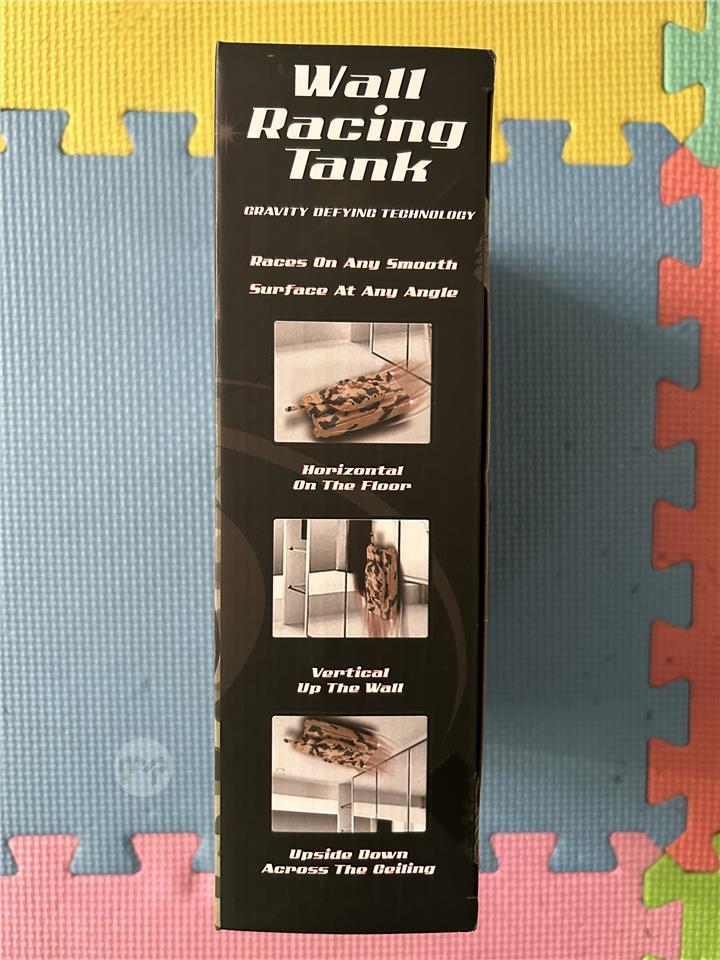 Wall
Racing
Tank
GRAVITY DEFYING TECHNOLOGY
Races On Any Smooth
Surface At Any Angle
Horizontal
On The Floor
Vertical
Up The Wall
Upside Down
Across The Ceiling